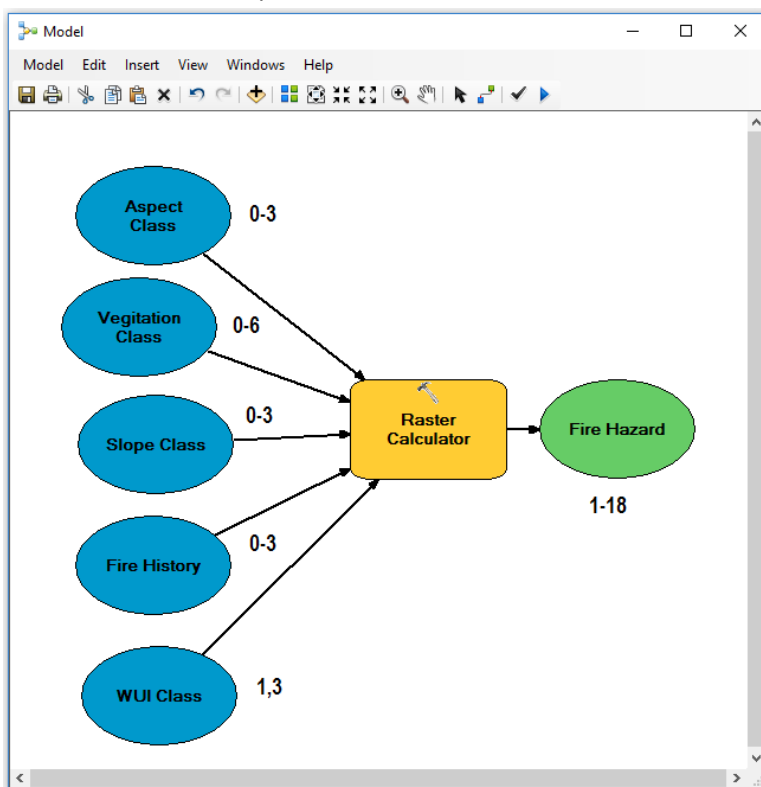 Model
Model Edit Insert View Windows Help
Aspect
Class
0-3
Vegitation
Class
0-6
Slope Class
0-3
Fire History
0-3
WUI Class
1,3
Raster
Calculator
Fire Hazard
1-18